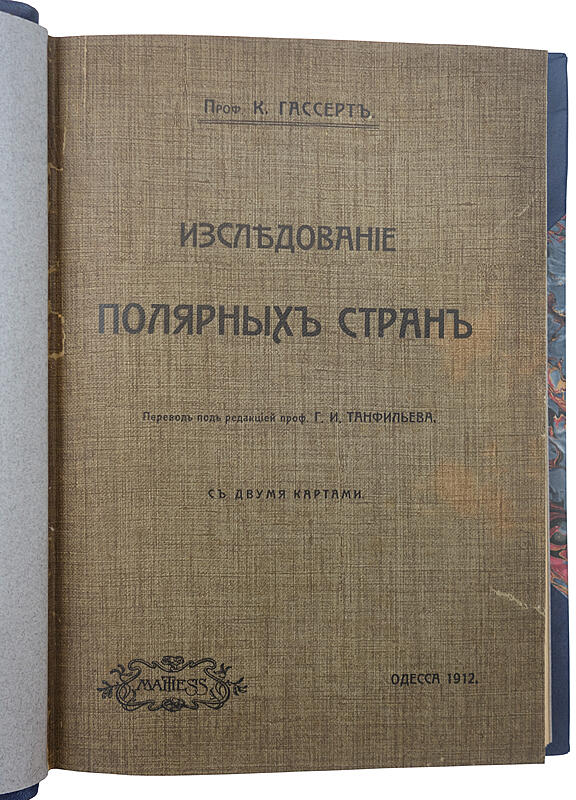 Проф. К. ГАССЕРТЪ.
ИЗСЛѢДОВАНІЕ
ПОЛЯРНЫХЪ СТРАНЪ
Переводъ подъ редакціей проф. Г. И. ТАНФИЛЬЕВА.
СЪ ДВУМЯ КАРТАМИ.
MATHESIS
ОДЕССА 1912.